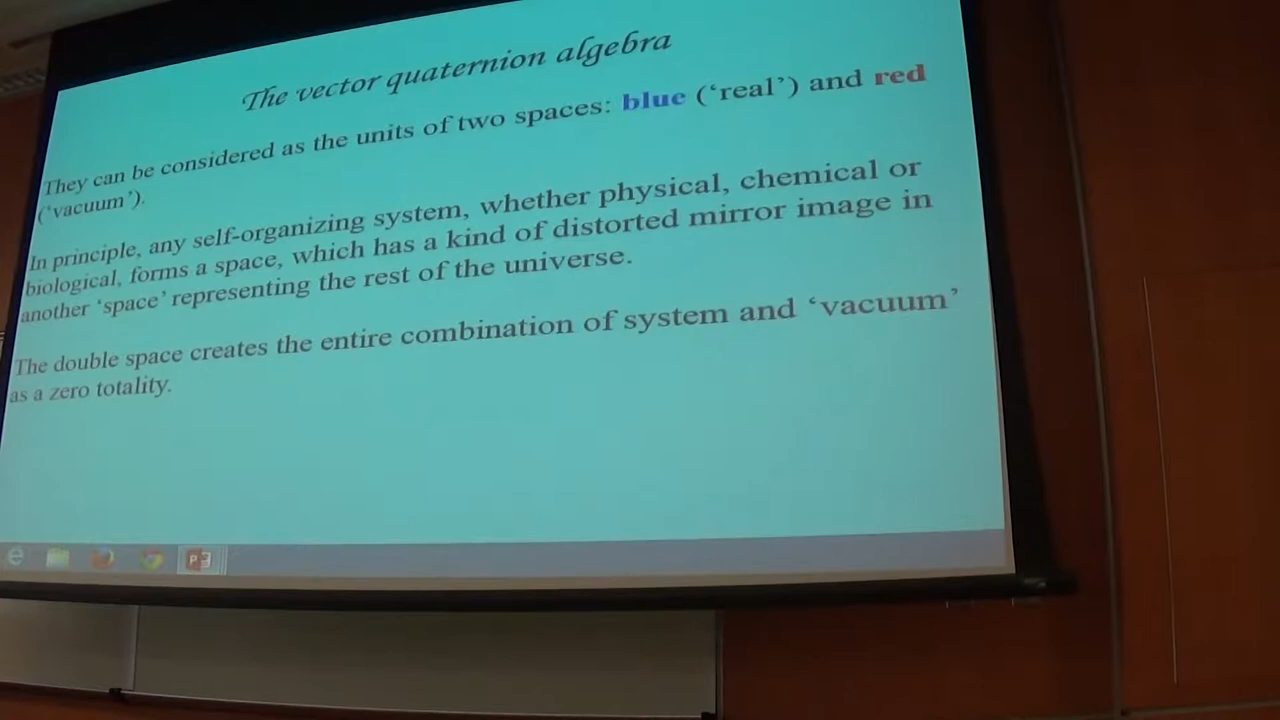 The vector quaternion algebra
They can be considered as the units of two spaces: blue (‘real’) and red
(‘vacuum’).
In principle, any self-organizing system, whether physical, chemical or
biological, forms a space, which has a kind of distorted mirror image in
another ‘space’ representing the rest of the universe.
The double space creates the entire combination of system and ‘vacuum’
as a zero totality.